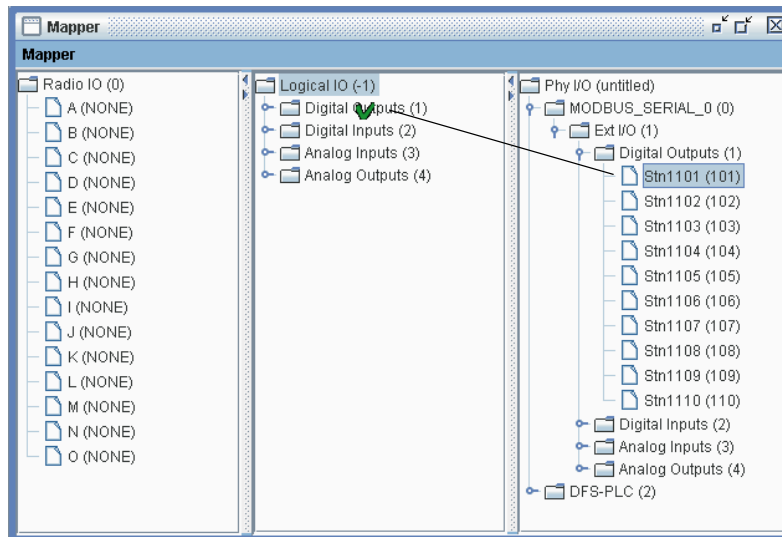 Mapper
Mapper
Radio IO (0)
A (NONE)
B (NONE)
C (NONE)
D (NONE)
E (NONE)
F (NONE)
G (NONE)
H (NONE)
I (NONE)
J (NONE)
K (NONE)
L (NONE)
M (NONE)
N (NONE)
O (NONE)
Logical IO (-1)
Digital Outputs (1)
Digital Inputs (2)
Analog Inputs (3)
Analog Outputs (4)
Phy I/O (untitled)
MODBUS_SERIAL_0 (0)
Ext I/O (1)
Digital Outputs (1)
Stn1101 (101)
Stn1102 (102)
Stn1103 (103)
Stn1104 (104)
Stn1105 (105)
Stn1106 (106)
Stn1107 (107)
Stn1108 (108)
Stn1109 (109)
Stn1110 (110)
Digital Inputs (2)
Analog Inputs (3)
Analog Outputs (4)
DFS-PLC (2)